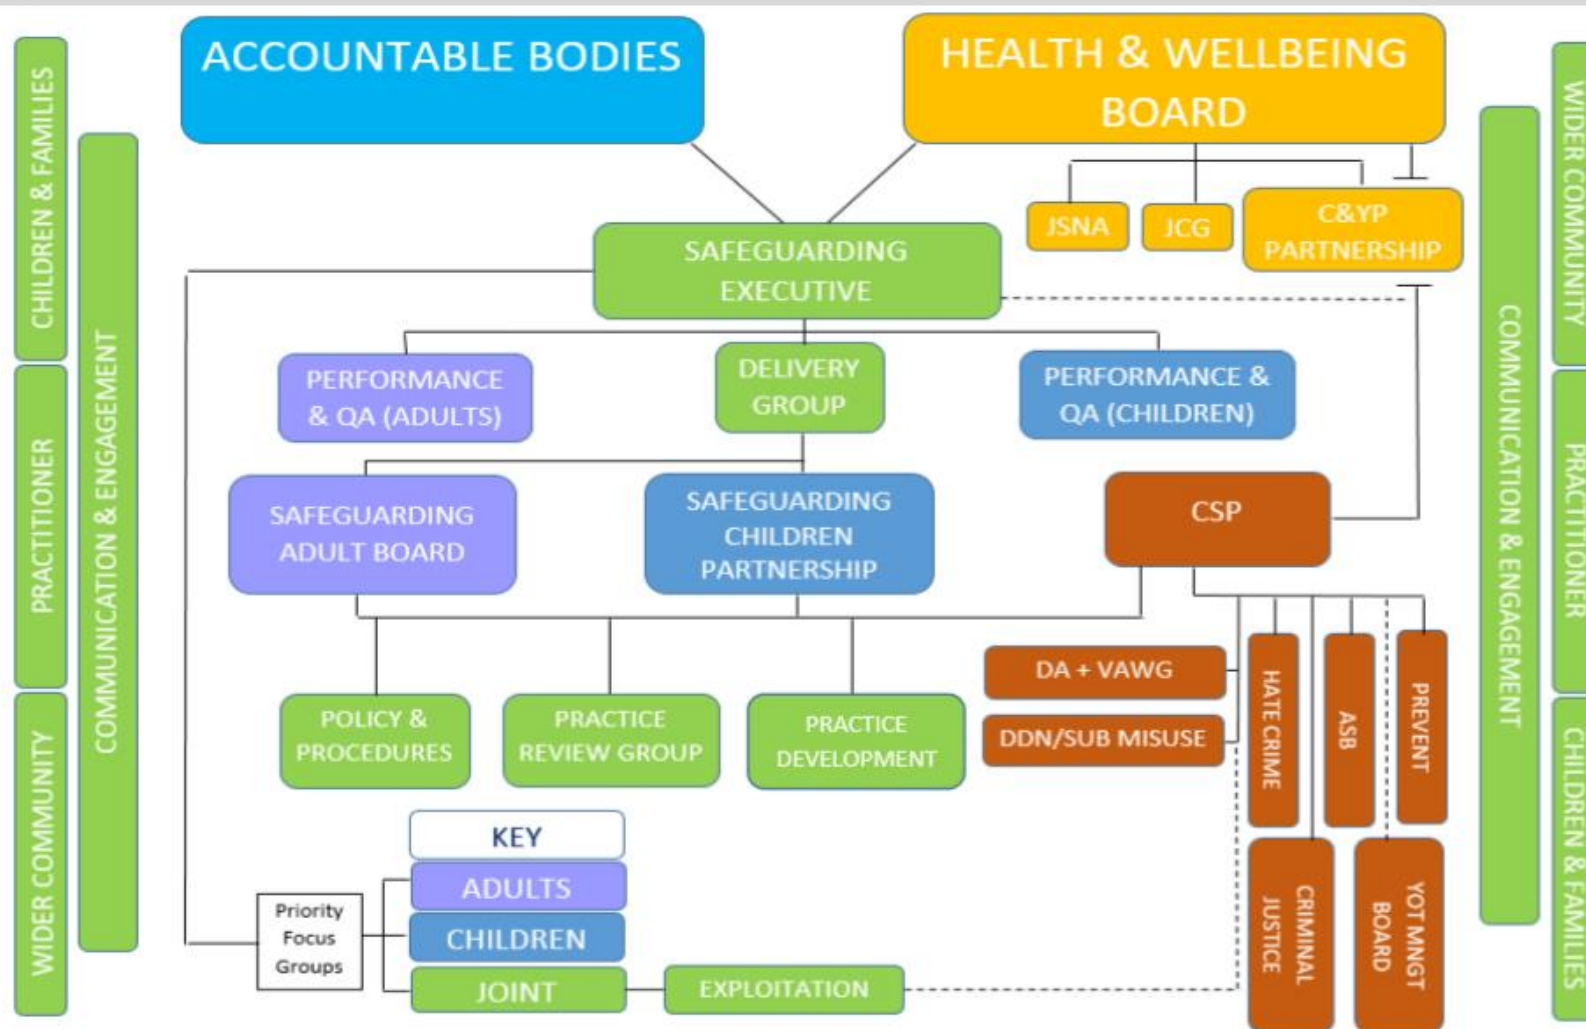 ACCOUNTABLE BODIES
HEALTH & WELLBEING
BOARD
CHILDREN & FAMILIES
PRACTITIONER
WIDER COMMUNITY
COMMUNICATION & ENGAGEMENT
JSNA
JCG
C&YP
PARTNERSHIP
SAFEGUARDING
EXECUTIVE
PERFORMANCE
& QA (ADULTS)
DELIVERY
GROUP
PERFORMANCE &
QA (CHILDREN)
SAFEGUARDING
ADULT BOARD
SAFEGUARDING
CHILDREN
PARTNERSHIP
CSP
POLICY &
PROCEDURES
PRACTICE
REVIEW GROUP
PRACTICE
DEVELOPMENT
DA + VAWG
DDN/SUB MISUSE
HATE CRIME
ASB
PREVENT
CRIMINAL
JUSTICE
YOT MNGT
BOARD
KEY
ADULTS
CHILDREN
JOINT
Priority
Focus
Groups
EXPLOITATION
COMMUNICATION & ENGAGEMENT
WIDER COMMUNITY
PRACTITIONER
CHILDREN & FAMILIES